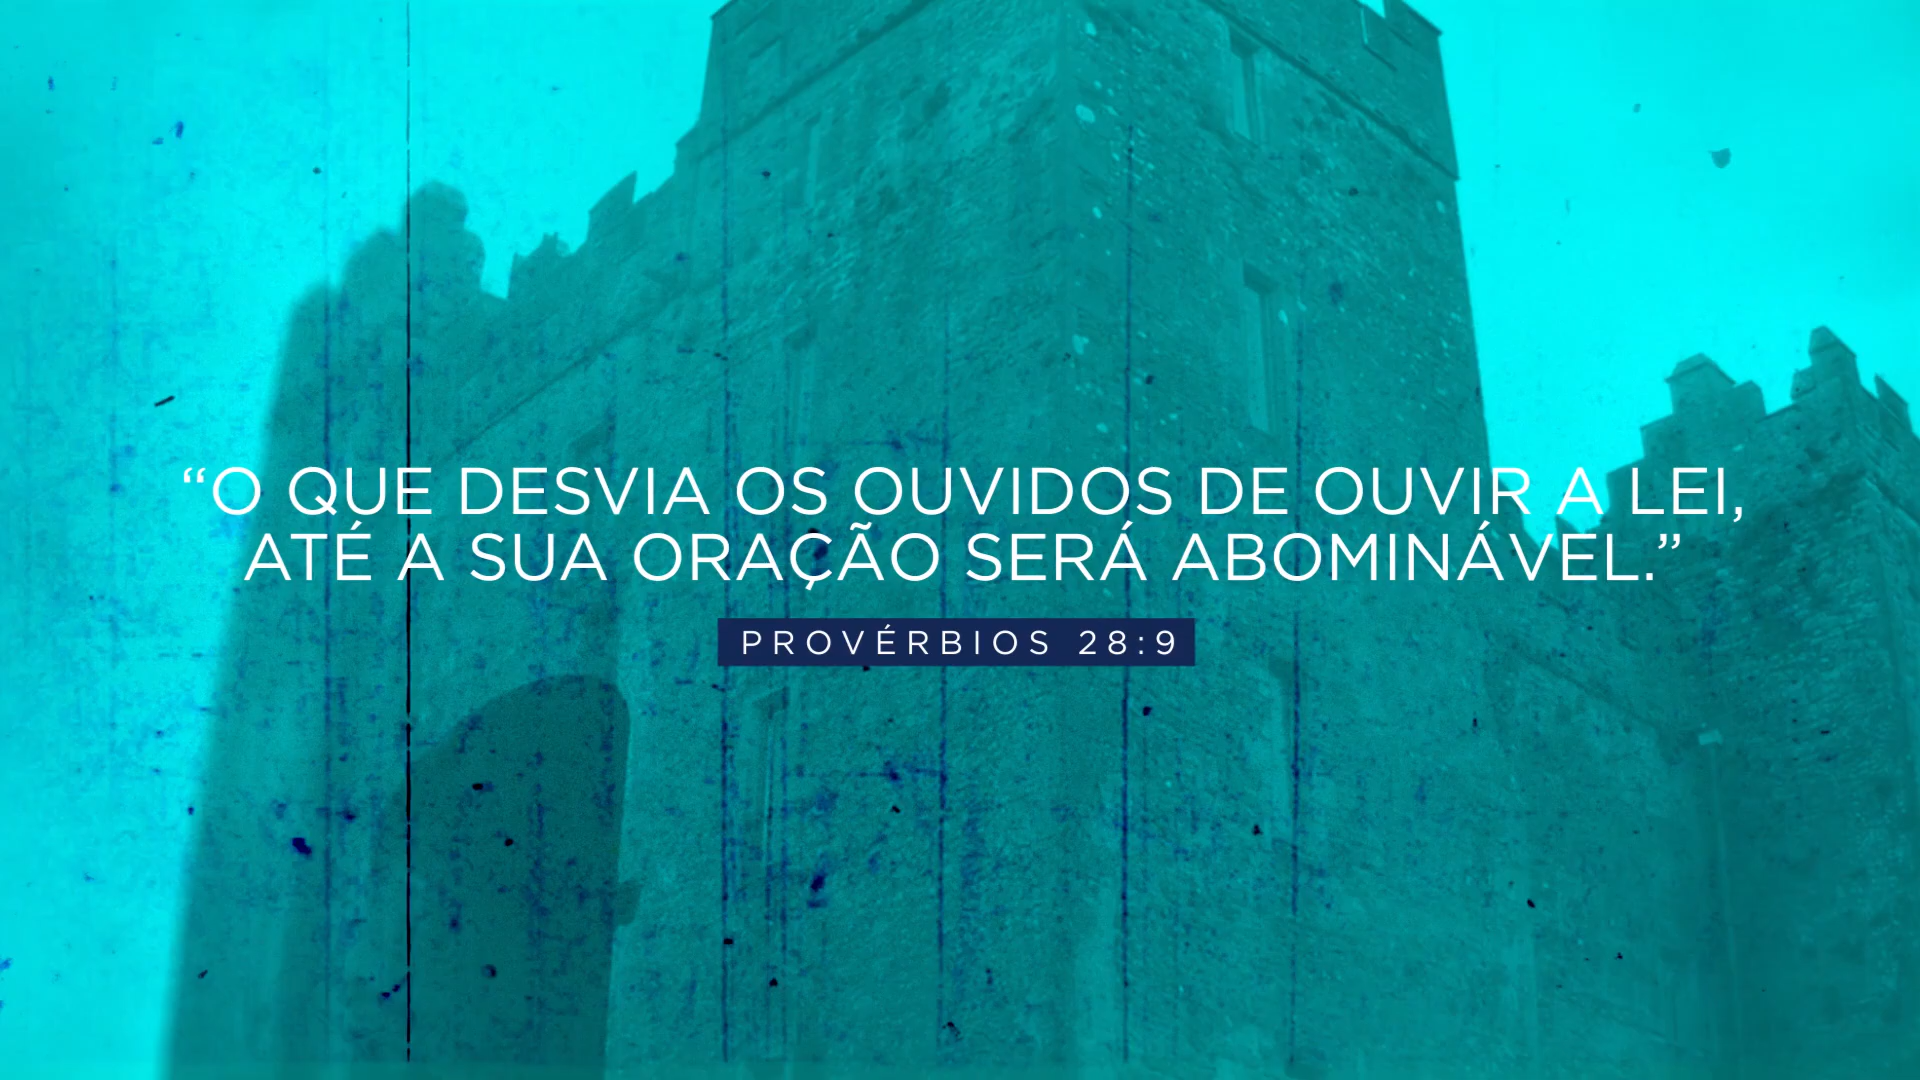 “O QUE DESVIA OS OUVIDOS DE OUVIR A LEI,
ATÉ A SUA ORAÇÃO SERÁ ABOMINÁVEL.”
PROVÉRBIOS 28:9